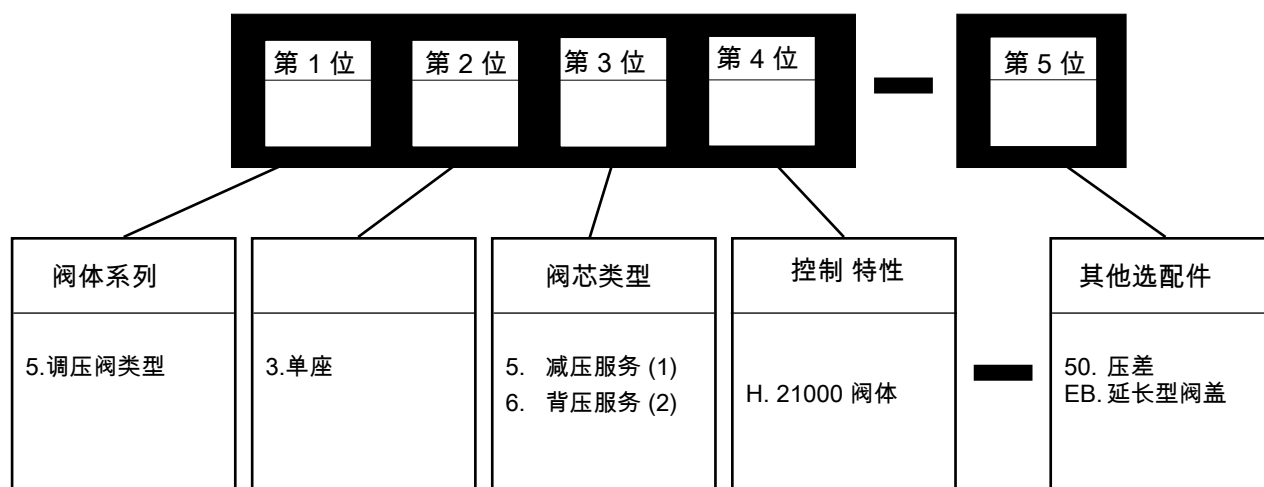 第 1 位
第 2 位
第 3 位
第 4 位
第 5 位
阀体系列
阀芯类型
控制 特性
其他选配件
5.调压阀类型
3.单座
5. 减压服务 (1)
6. 背压服务 (2)
H. 21000 阀体
50. 压差
EB. 延长型阀盖